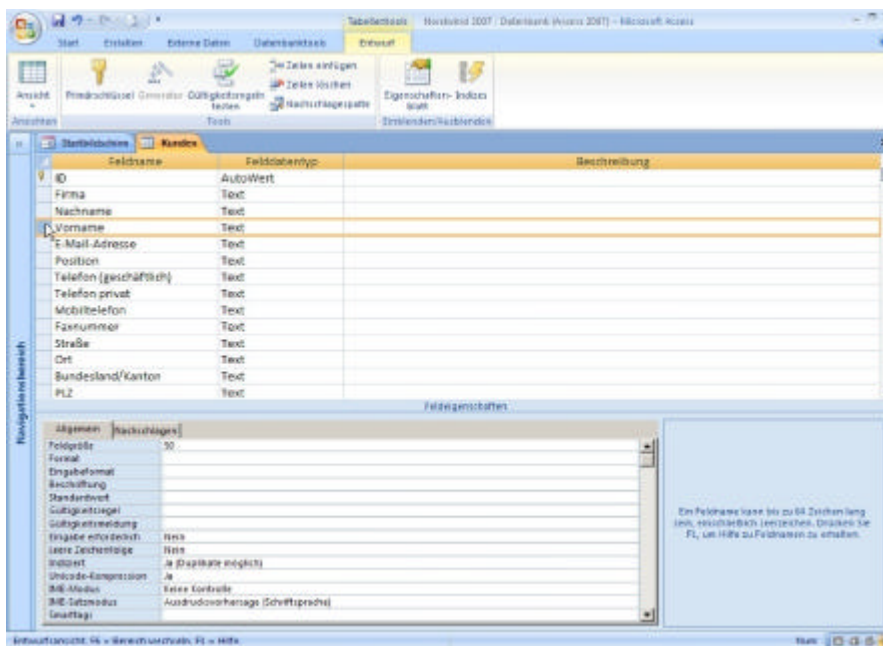 Tabellentools Nordwind 2007 : Datenbank (Access 2007) - Microsoft Access
Start Erstellen Externe Daten Datenbanktools Entwurf
Ansicht
Primärschlüssel Generator Gültigkeitsregeln testen
Zeilen einfügen
Zeilen löschen
Nachschlagespalte
Eigenschaften- blatt
Indizes
Ansichten Tools Einblenden/Ausblenden
Startbildschirm Kunden
Feldname Felddatentyp Beschreibung
ID AutoWert
Firma Text
Nachname Text
Vorname Text
E-Mail-Adresse Text
Position Text
Telefon (geschäftlich) Text
Telefon privat Text
Mobiltelefon Text
Faxnummer Text
Straße Text
Ort Text
Bundesland/Kanton Text
PLZ Text
Navigationsbereich
Feldeigenschaften
Allgemein Nachschlagen
Feldgröße 50
Format
Eingabeformat
Beschriftung
Standardwert
Gültigkeitsregel
Gültigkeitsmeldung
Eingabe erforderlich Nein
Leere Zeichenfolge Nein
Indiziert Ja (Duplikate möglich)
Unicode-Kompression Ja
IME-Modus Keine Kontrolle
IME-Satzmodus Ausdrucksvorhersage (Schriftsprache)
Smarttags
Ein Feldname kann bis zu 64 Zeichen lang
sein, einschließlich Leerzeichen. Drücken Sie
F1, um Hilfe zu Feldnamen zu erhalten.
Entwurfsansicht. F6 = Bereich wechseln. F1 = Hilfe.
Num